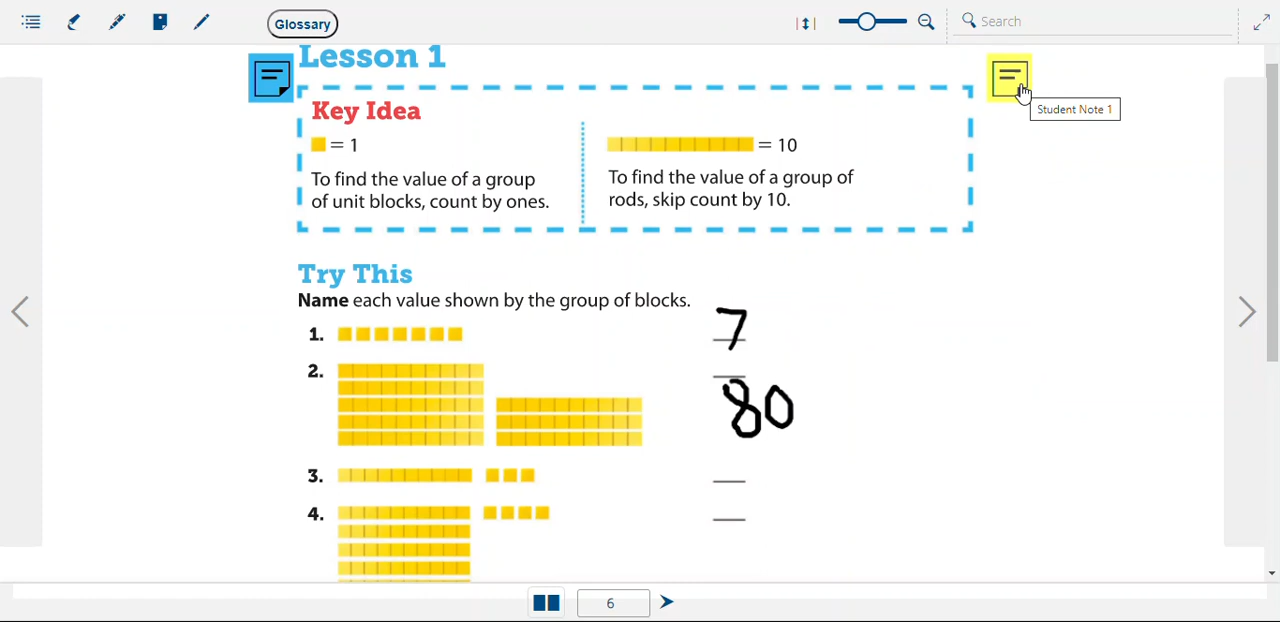 Glossary
Search
Lesson 1
Student Note 1
Key Idea
= 1
To find the value of a group
of unit blocks, count by ones.
= 10
To find the value of a group of
rods, skip count by 10.
Try This
Name each value shown by the group of blocks.
1. 7
2. 80
3.
4.
6